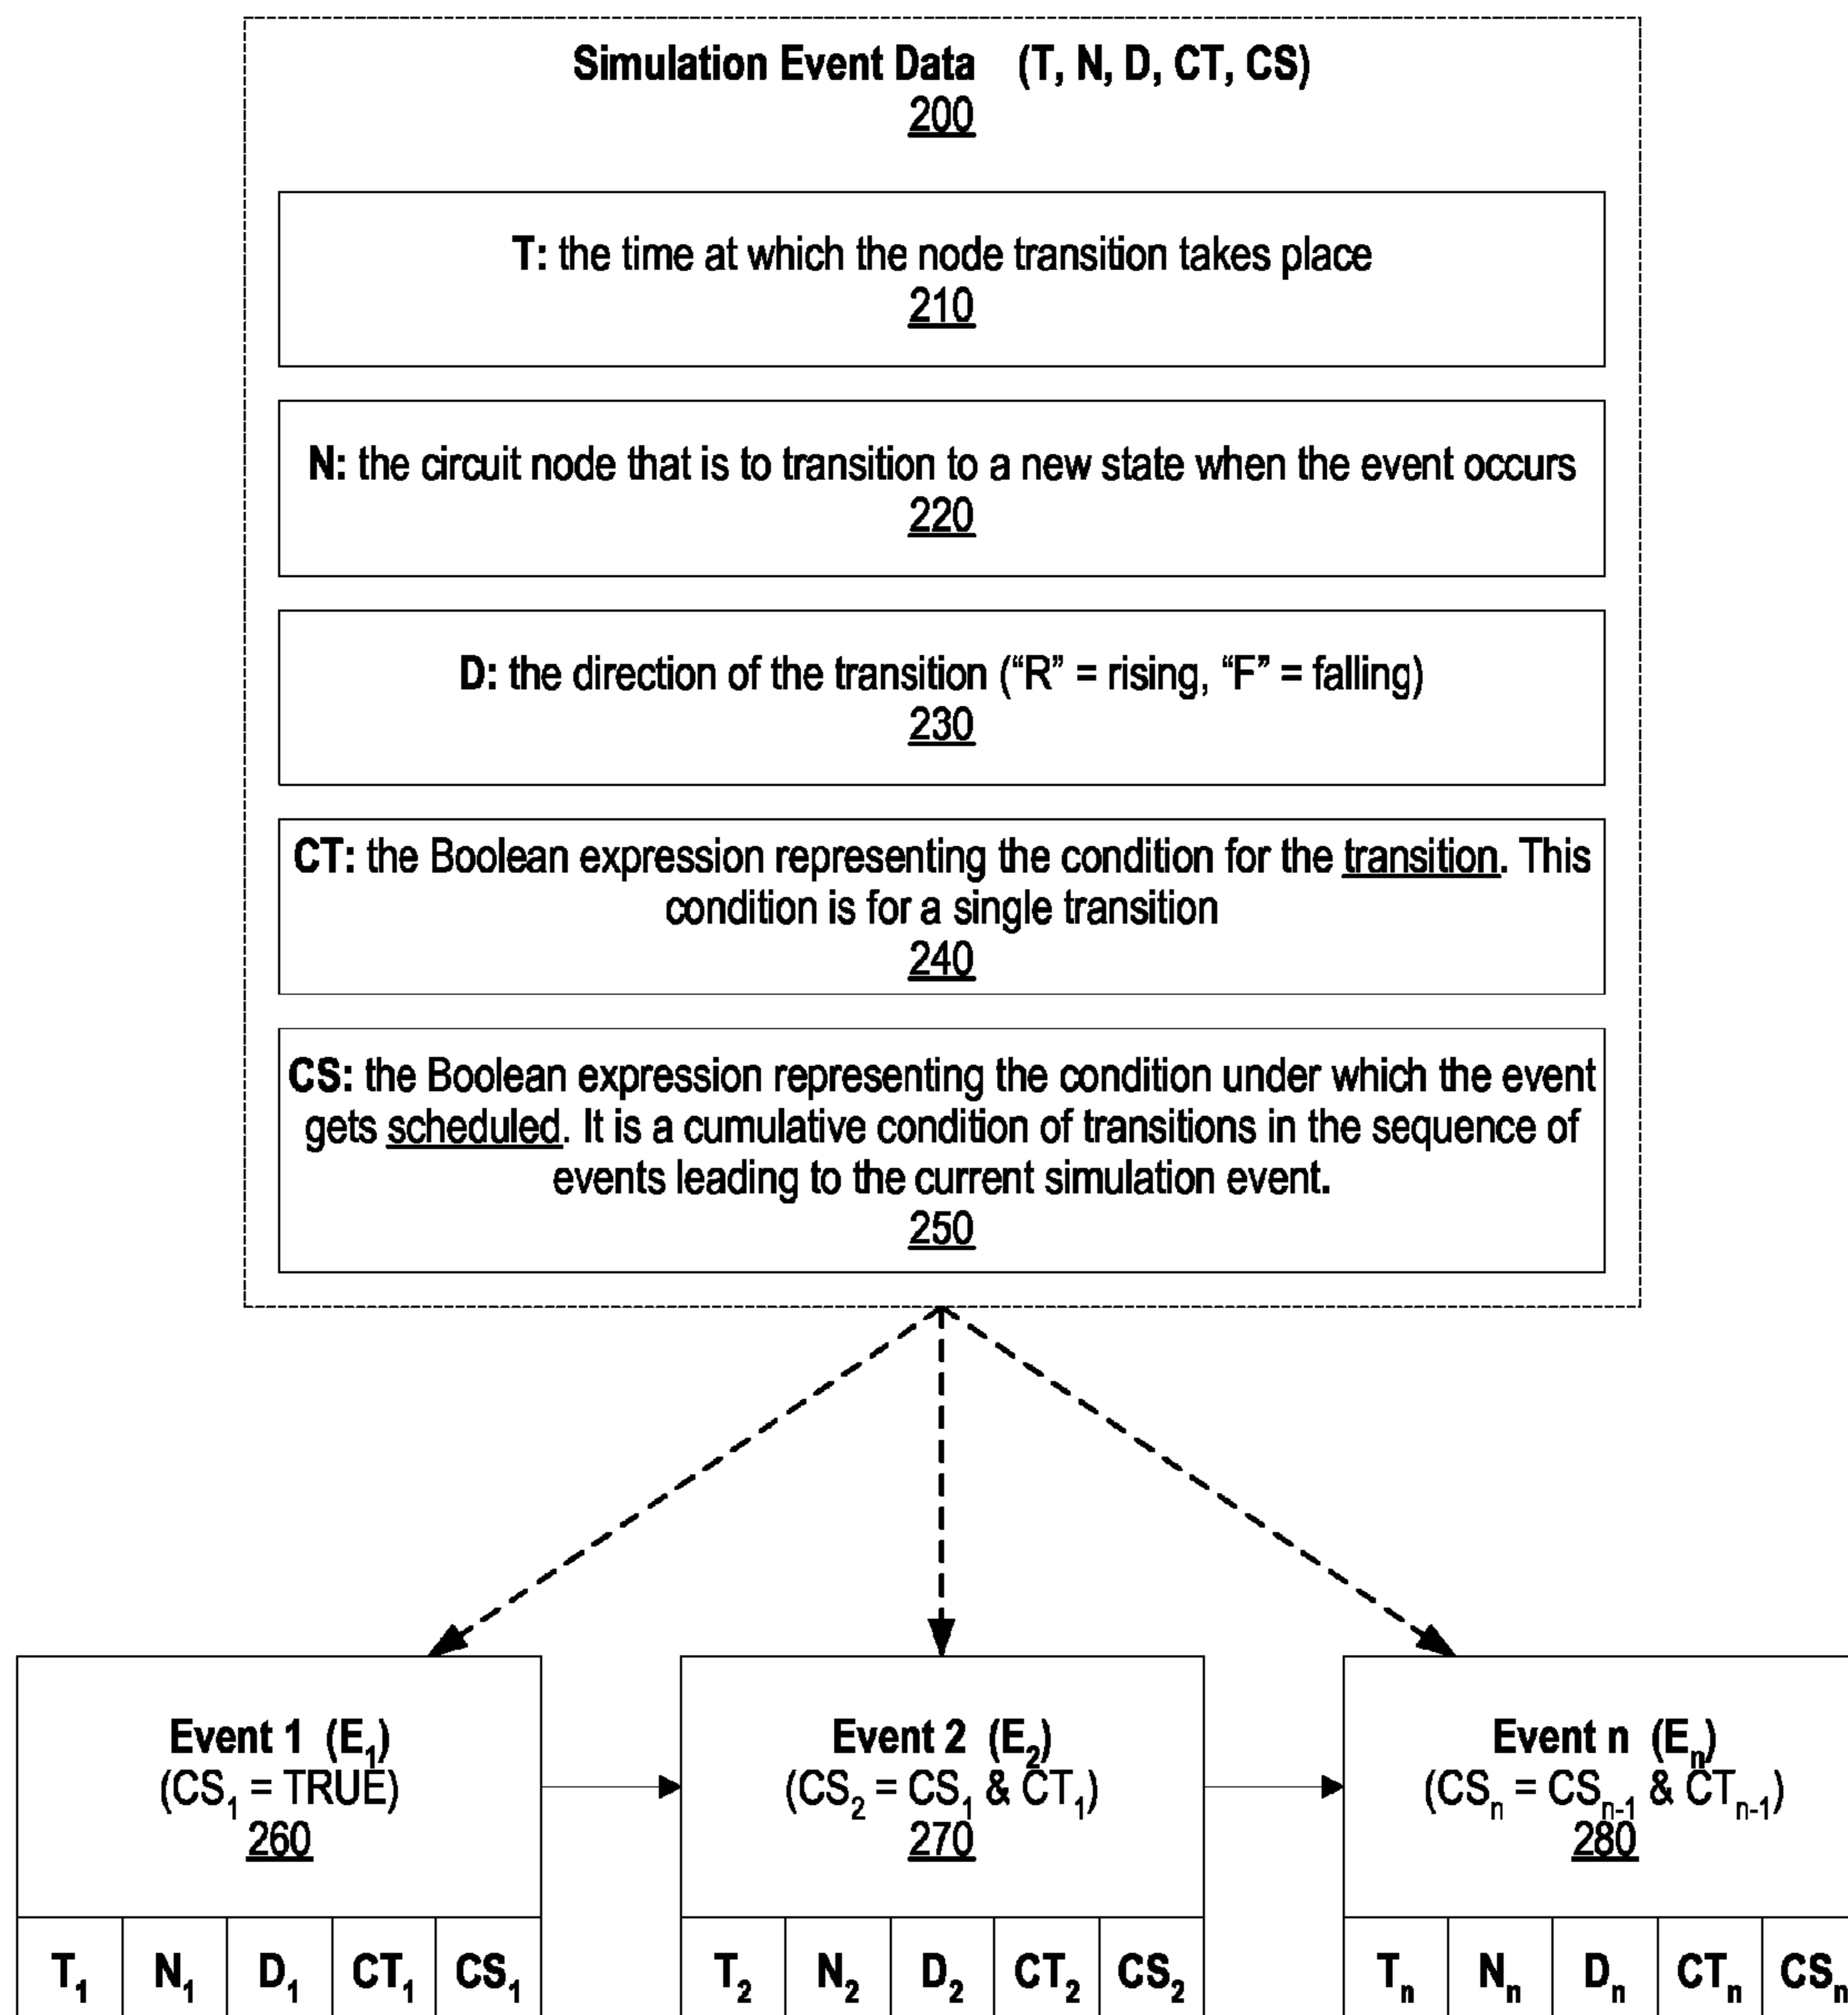 Simulation Event Data (T, N, D, CT, CS)
200
T: the time at which the node transition takes place
210
N: the circuit node that is to transition to a new state when the event occurs
220
D: the direction of the transition (“R” = rising, “F” = falling)
230
CT: the Boolean expression representing the condition for the transition. This
condition is for a single transition
240
CS: the Boolean expression representing the condition under which the event
gets scheduled. It is a cumulative condition of transitions in the sequence of
events leading to the current simulation event.
250
Event 1 (E₁)
(CS₁ = TRUE)
260
T₁ N₁ D₁ CT₁ CS₁
Event 2 (E₂)
(CS₂ = CS₁ & CT₁)
270
T₂ N₂ D₂ CT₂ CS₂
Event n (Eₙ)
(CSₙ = CSₙ₋₁ & CTₙ₋₁)
280
Tₙ Nₙ Dₙ CTₙ CSₙ